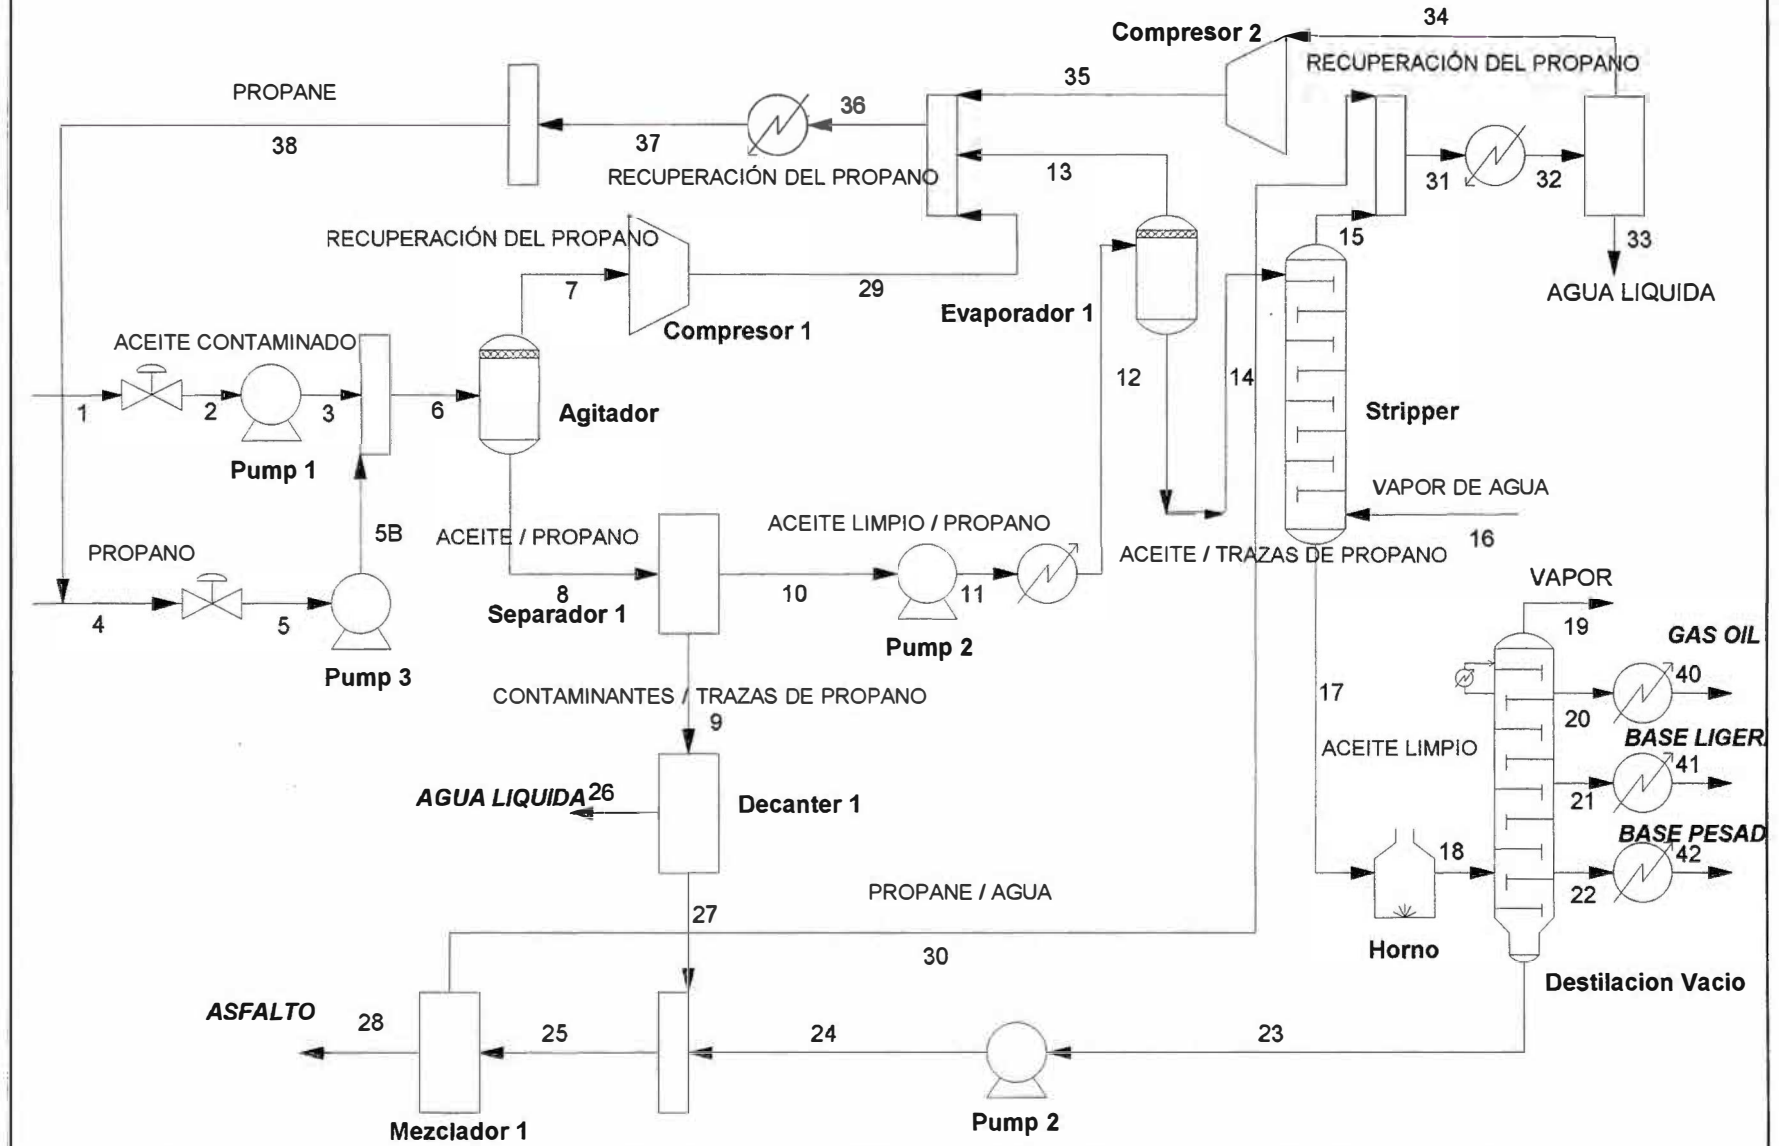 34
Compresor 2
RECUPERACIÓN DEL PROPANO
PROPANE
35
36
38
37
13
31
32
RECUPERACIÓN DEL PROPANO
15
33
RECUPERACIÓN DEL PROPANO
7
29
Evaporador 1
AGUA LIQUIDA
Compresor 1
ACEITE CONTAMINADO
12
14
1
2
3
6
Agitador
Stripper
Pump 1
VAPOR DE AGUA
5B
ACEITE / PROPANO
ACEITE LIMPIO / PROPANO
16
PROPANO
ACEITE / TRAZAS DE PROPANO
VAPOR
4
5
8
10
11
Separador 1
19
GAS OIL
Pump 2
Pump 3
40
CONTAMINANTES / TRAZAS DE PROPANO
17
9
20
BASE LIGER
ACEITE LIMPIO
41
AGUA LIQUIDA
26
Decanter 1
21
BASE PESAD
18
42
PROPANE / AGUA
22
27
30
Horno
Destilacion Vacio
ASFALTO
28
25
24
23
Mezclador 1
Pump 2